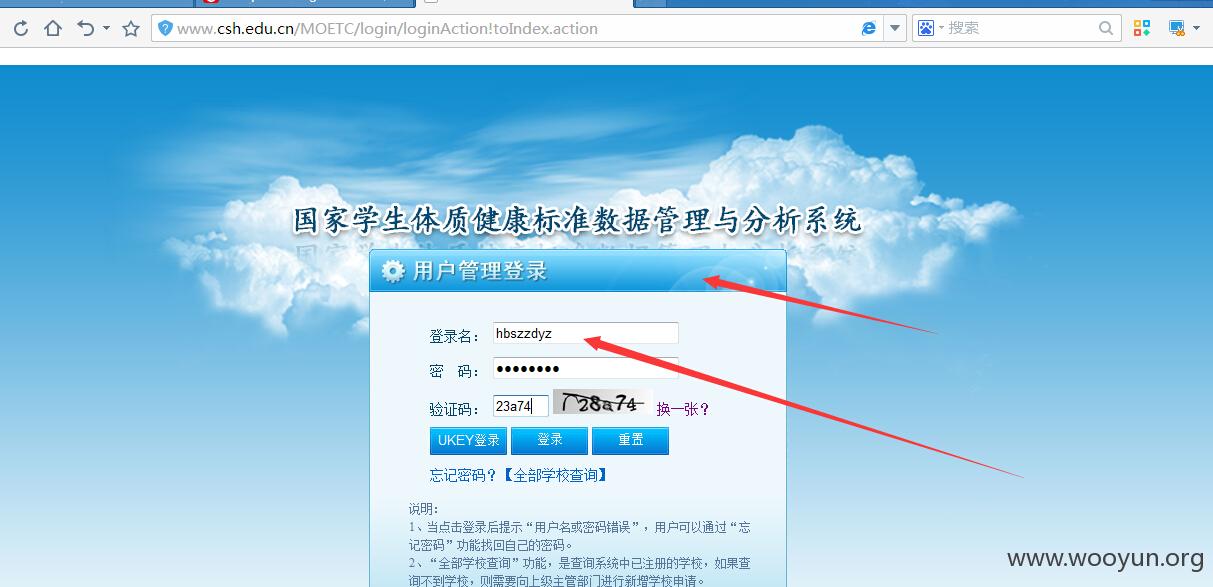 www.csh.edu.cn/MOETC/login/loginAction!toIndex.action
搜索
国家学生体质健康标准数据管理与分析系统
用户管理登录
登录名： hbszzdyz
密 码： ••••••••
验证码： 23a74 728a74 换一张？
UKEY登录 登录 重置
忘记密码？【全部学校查询】
说明：
1、当点击登录后提示“用户名或密码错误”，用户可以通过“忘
记密码”功能找回自己的密码。
2、“全部学校查询”功能，是查询系统中已注册的学校，如果查
询不到学校，则需要向上级主管部门进行新增学校申请。
www.wooyun.org